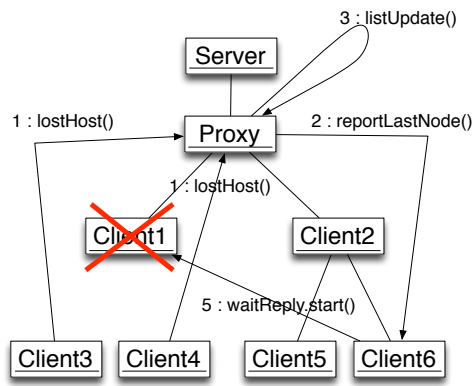 3 : listUpdate()
Server
1 : lostHost()
Proxy
2 : reportLastNode()
1 : lostHost()
Client1
Client2
5 : waitReply.start()
Client3
Client4
Client5
Client6